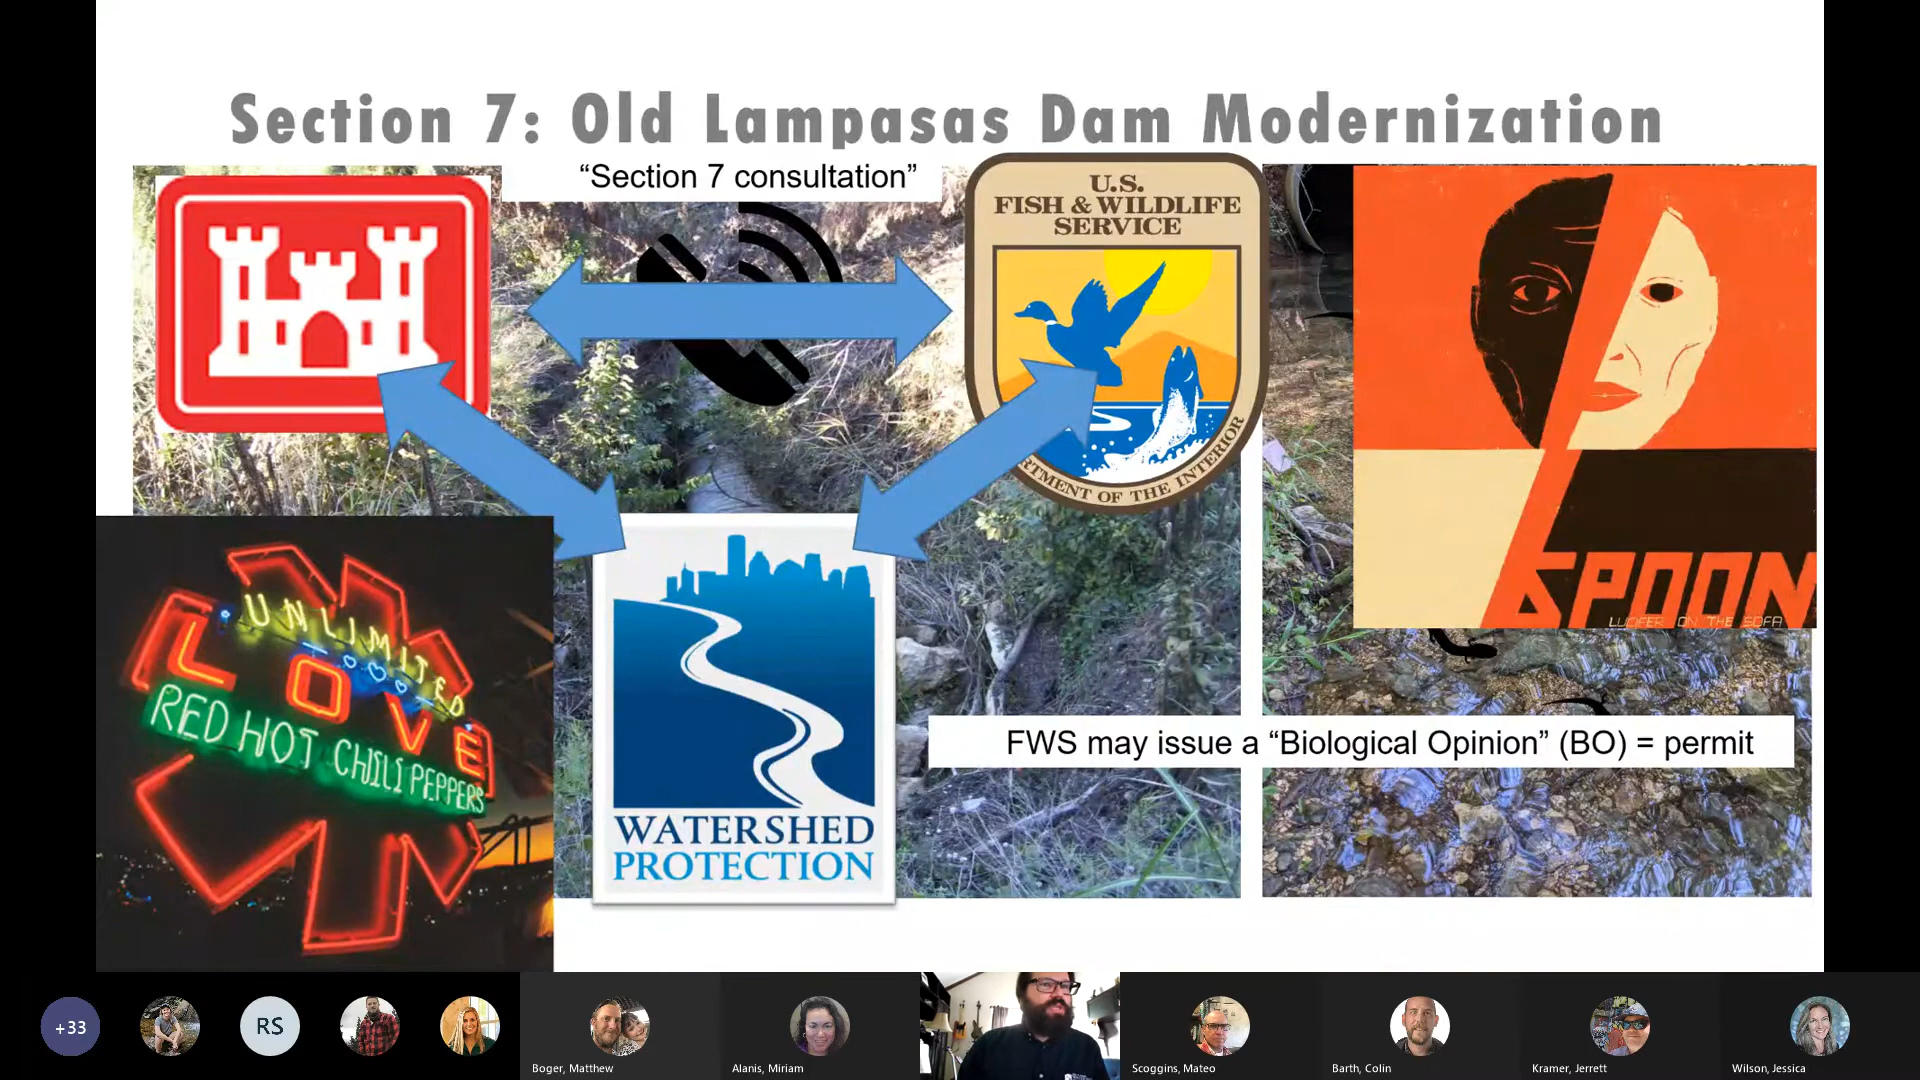 Section 7: Old Lampasas Dam Modernization
“Section 7 consultation”
U.S.
FISH & WILDLIFE
SERVICE
RTMENT OF THE INTERIOR
UNLIMITED
LOVE
RED HOT CHILI PEPPERS
WATERSHED
PROTECTION
SPOON
LUCIFER ON THE SOFA
FWS may issue a “Biological Opinion” (BO) = permit
+33
RS
Boger, Matthew
Alanis, Miriam
Scoggins, Mateo
Barth, Colin
Kramer, Jerrett
Wilson, Jessica